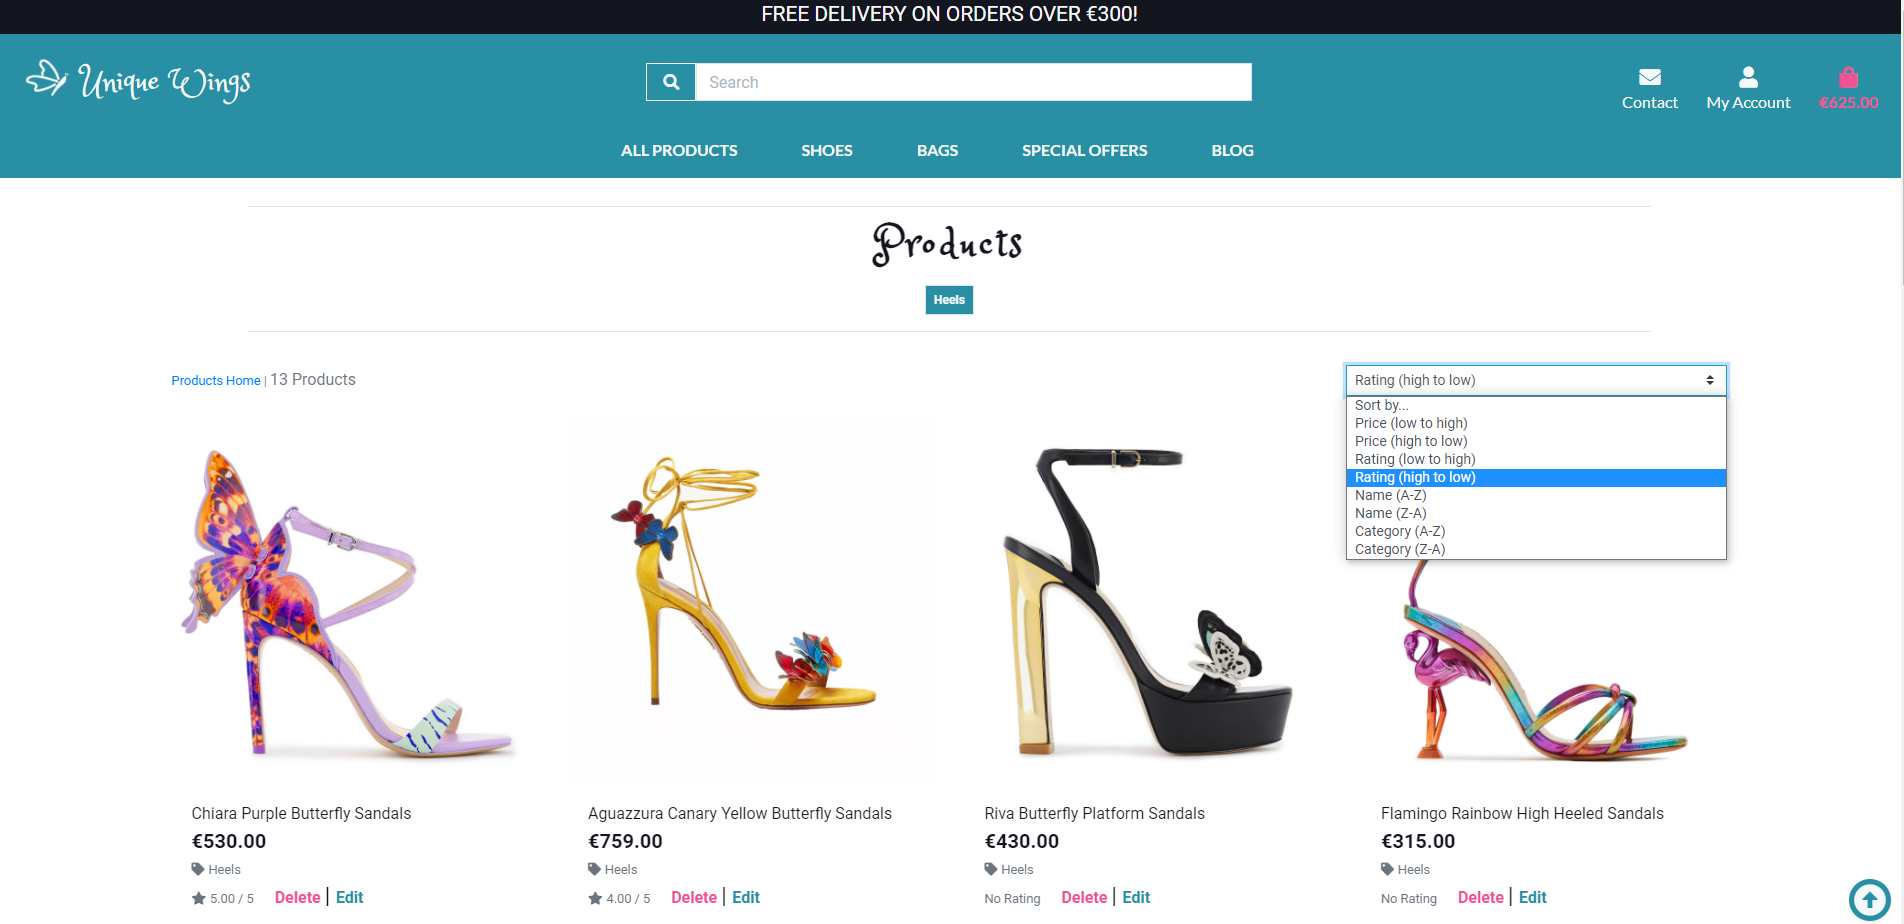 FREE DELIVERY ON ORDERS OVER €300!
Unique Wings
Search
Contact
My Account
€625.00
ALL PRODUCTS
SHOES
BAGS
SPECIAL OFFERS
BLOG
Products
Heels
Products Home | 13 Products
Rating (high to low)
Sort by...
Price (low to high)
Price (high to low)
Rating (low to high)
Rating (high to low)
Name (A-Z)
Name (Z-A)
Category (A-Z)
Category (Z-A)
Chiara Purple Butterfly Sandals
€530.00
Heels
5.00 / 5 Delete | Edit
Aguazzura Canary Yellow Butterfly Sandals
€759.00
Heels
4.00 / 5 Delete | Edit
Riva Butterfly Platform Sandals
€430.00
Heels
No Rating Delete | Edit
Flamingo Rainbow High Heeled Sandals
€315.00
Heels
No Rating Delete | Edit